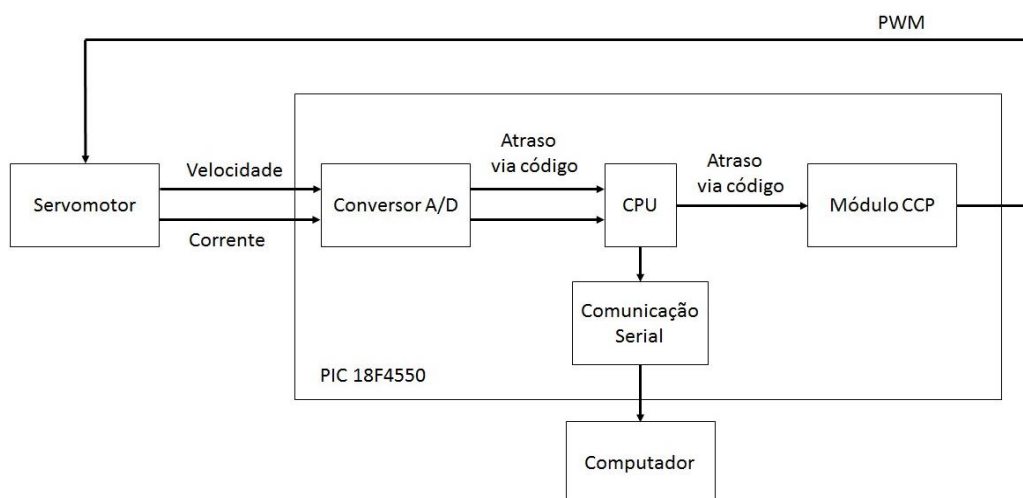 PWM
Velocidade
Corrente
Servomotor
Conversor A/D
Atraso
via código
CPU
Atraso
via código
Módulo CCP
Comunicação
Serial
PIC 18F4550
Computador